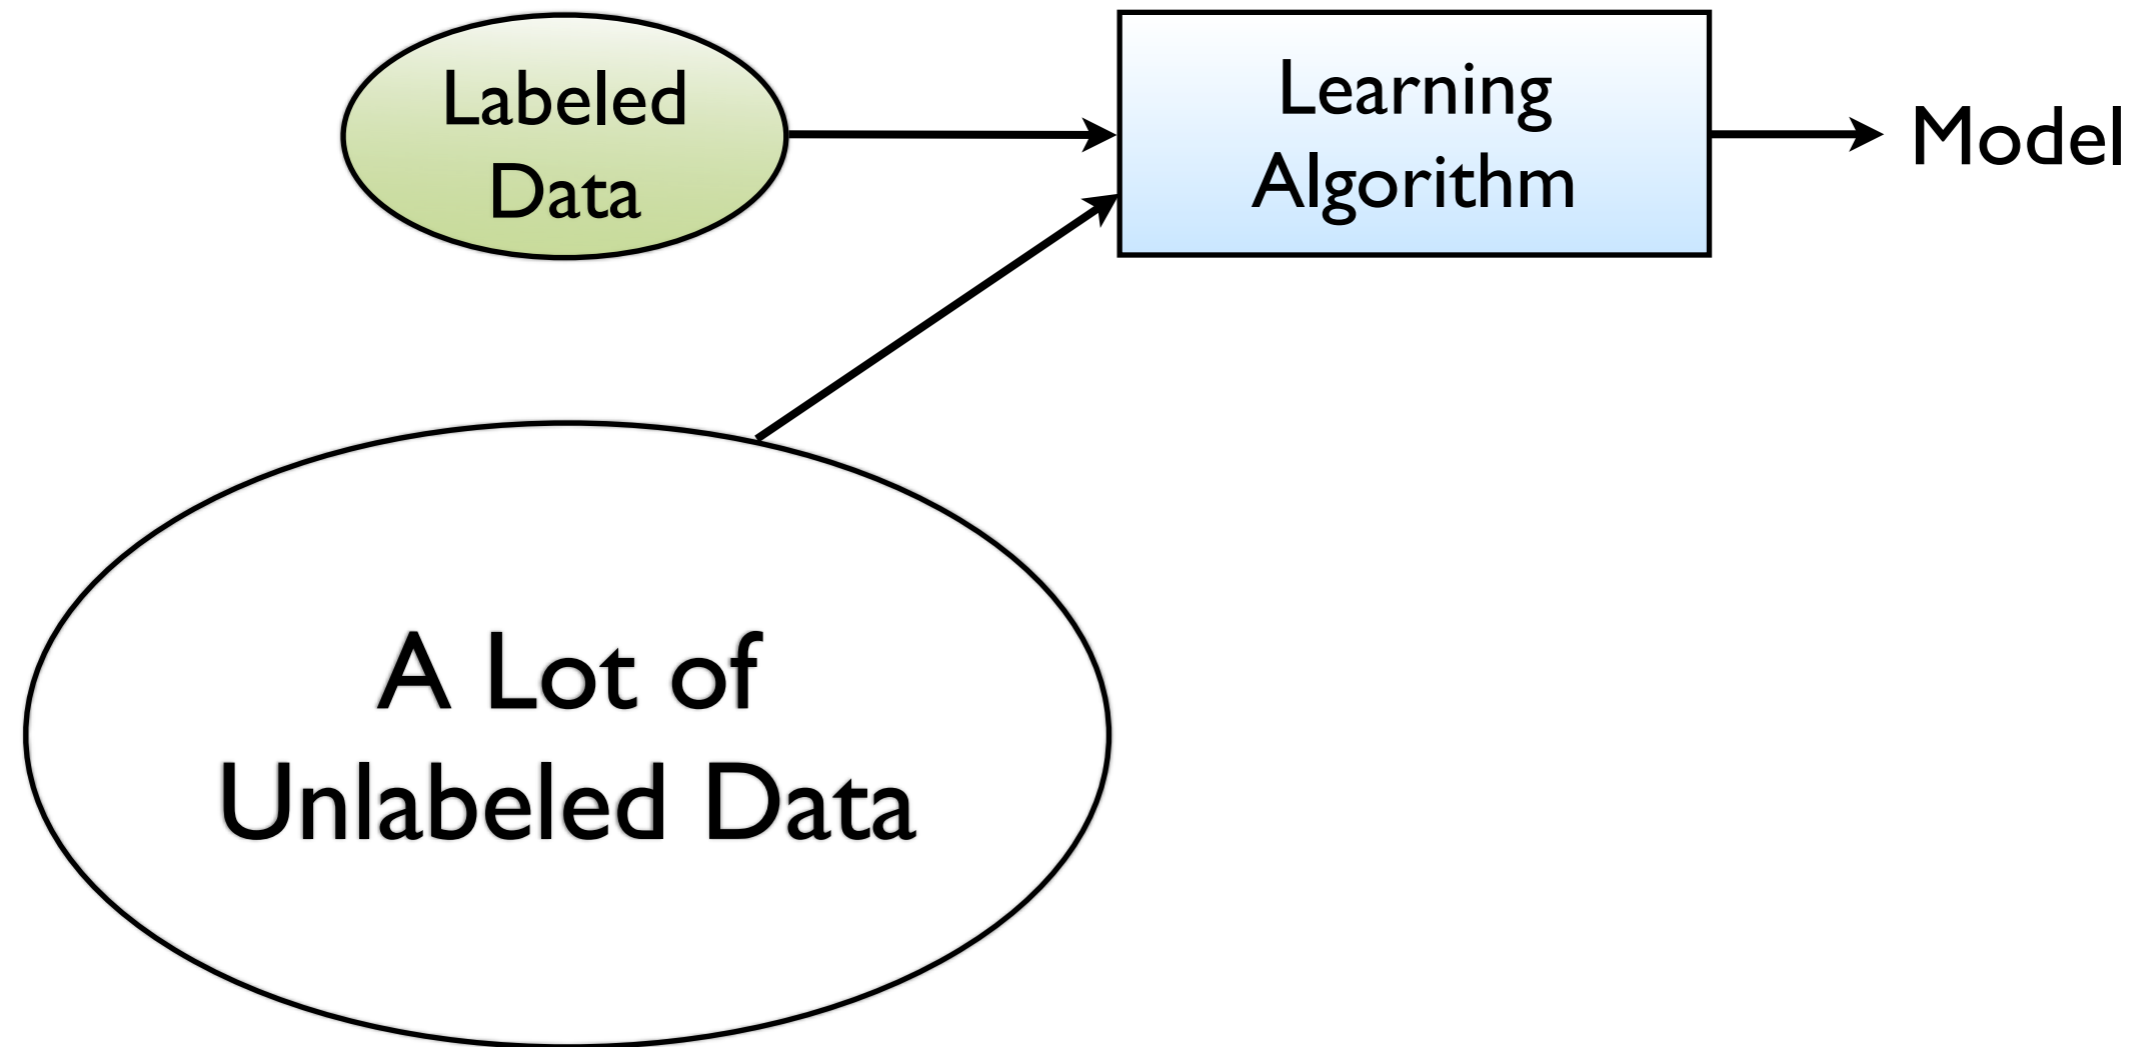 Labeled
Data
Learning
Algorithm
Model
A Lot of
Unlabeled Data